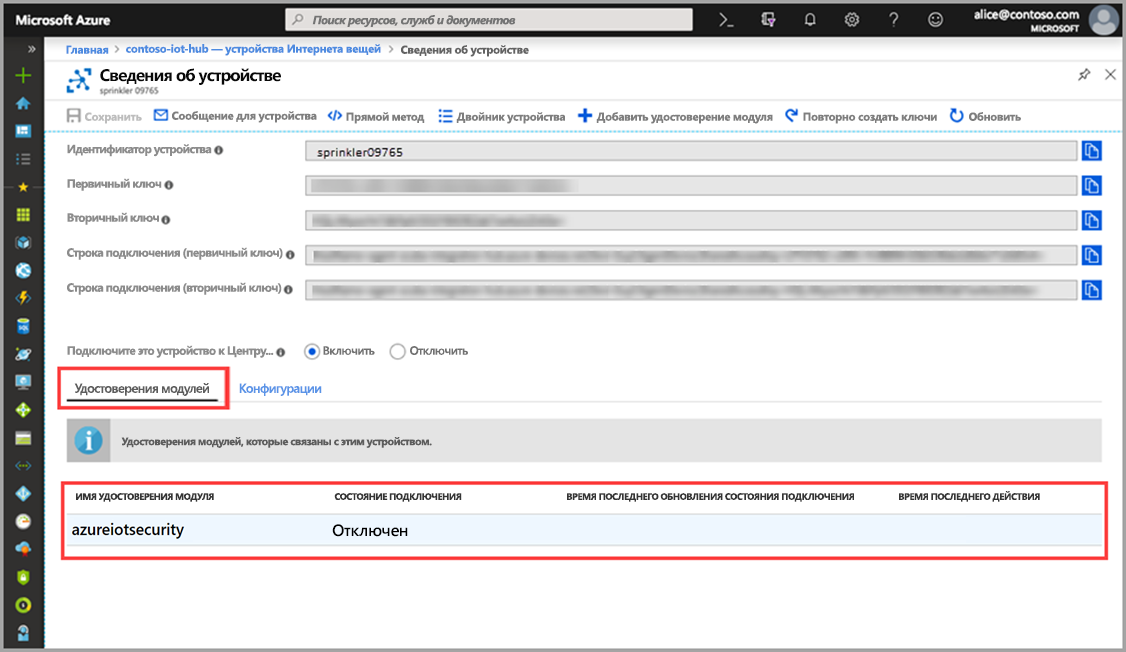 Microsoft Azure
Поиск ресурсов, служб и документов
alice@contoso.com
MICROSOFT
Главная > contoso-iot-hub — устройства Интернета вещей > Сведения об устройстве
Сведения об устройстве
sprinkler 09765
Сохранить Сообщение для устройства Прямой метод Двойник устройства Добавить удостоверение модуля Повторно создать ключи Обновить
Идентификатор устройства sprinkler09765
Первичный ключ
Вторичный ключ
Строка подключения (первичный ключ)
Строка подключения (вторичный ключ)
Подключите это устройство к Центру... Включить Отключить
Удостоверения модулей Конфигурации
Удостоверения модулей, которые связаны с этим устройством.
ИМЯ УДОСТОВЕРЕНИЯ МОДУЛЯ СОСТОЯНИЕ ПОДКЛЮЧЕНИЯ ВРЕМЯ ПОСЛЕДНЕГО ОБНОВЛЕНИЯ СОСТОЯНИЯ ПОДКЛЮЧЕНИЯ ВРЕМЯ ПОСЛЕДНЕГО ДЕЙСТВИЯ
azureiotsecurity Отключен